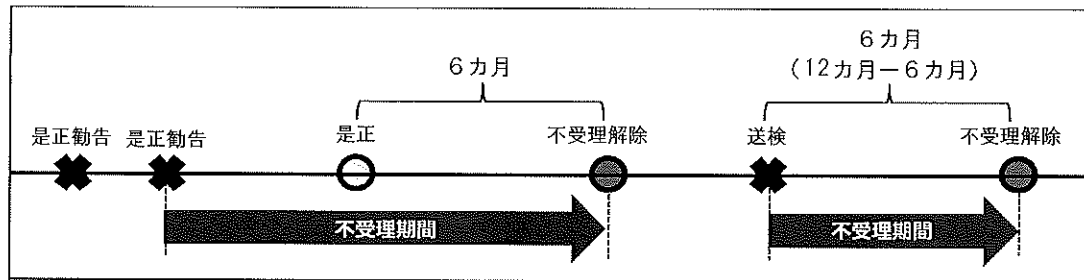 6カ月
6カ月
(12カ月－6カ月)
是正勧告
是正勧告
是正
不受理解除
送検
不受理解除
不受理期間
不受理期間